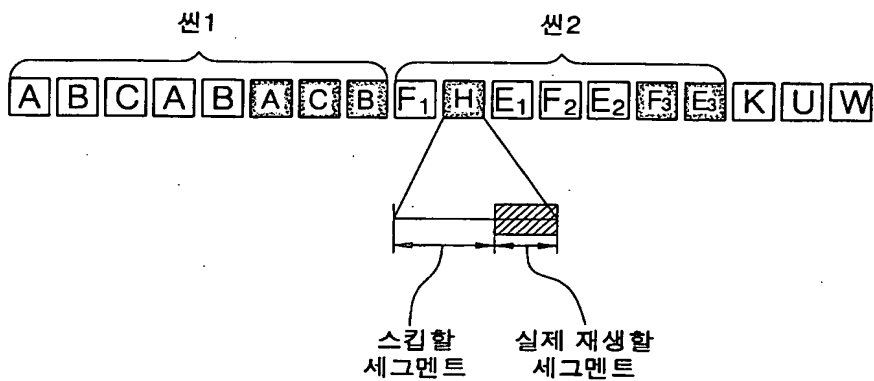 씬1 씬2
A B C A B A C B F₁ H E₁ F₂ E₂ F₃ E₃ K U W
스킵할 실제 재생할
세그멘트 세그멘트